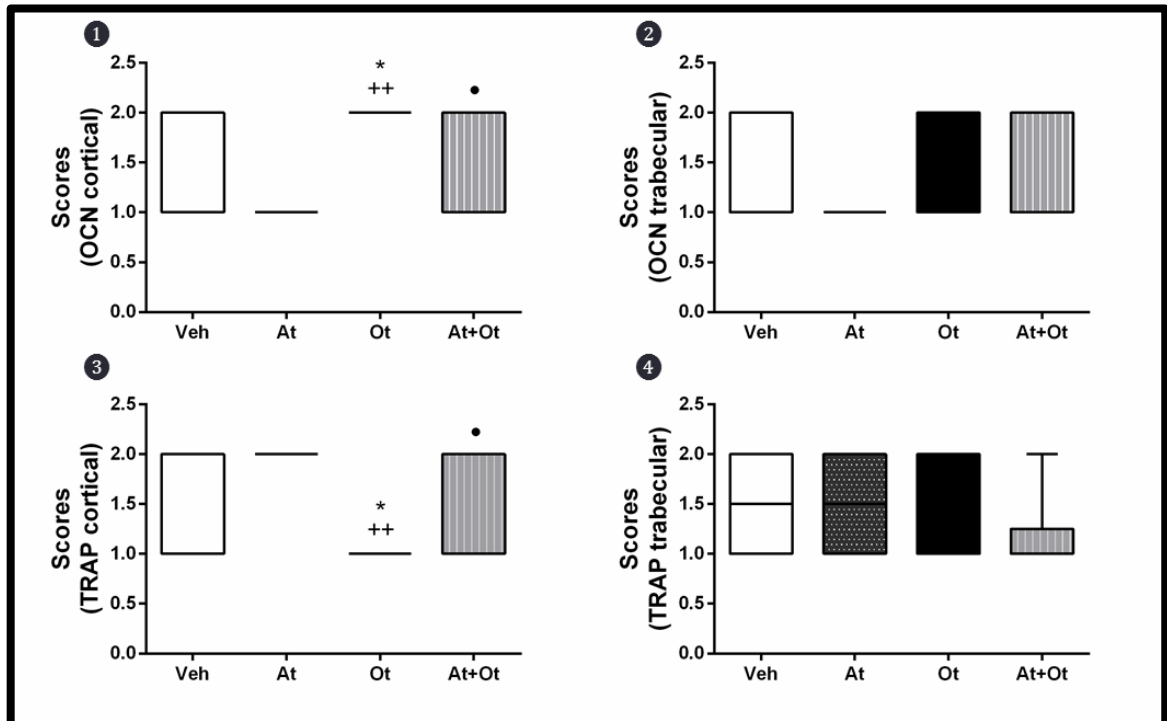 ❶
Scores
(OCN cortical)
2.5
2.0
1.5
1.0
0.5
0.0
*
++
•
Veh At Ot At+Ot
❷
Scores
(OCN trabecular)
2.5
2.0
1.5
1.0
0.5
0.0
Veh At Ot At+Ot
❸
Scores
(TRAP cortical)
2.5
2.0
1.5
1.0
0.5
0.0
*
++
•
Veh At Ot At+Ot
❹
Scores
(TRAP trabecular)
2.5
2.0
1.5
1.0
0.5
0.0
Veh At Ot At+Ot